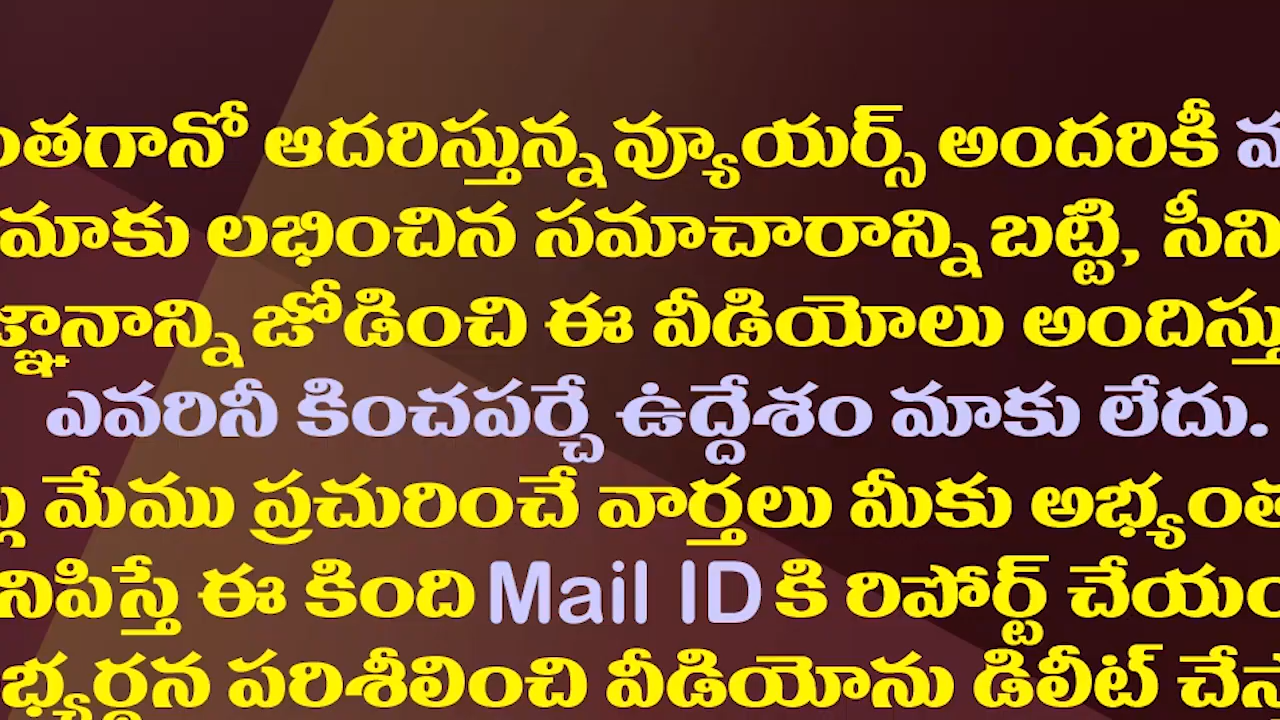 ఆదరిస్తున్న వ్యూయర్స్ అందరికీ
మాకు లభించిన సమాచారాన్ని బట్టి,
జోడించి ఈ వీడియోలు
ఎవరినీ కించపర్చే ఉద్దేశం మాకు లేదు.
మేము ప్రచురించే వార్తలు మీకు
ఈ కింది Mail ID కి రిపోర్ట్
పరిశీలించి వీడియోను డిలీట్